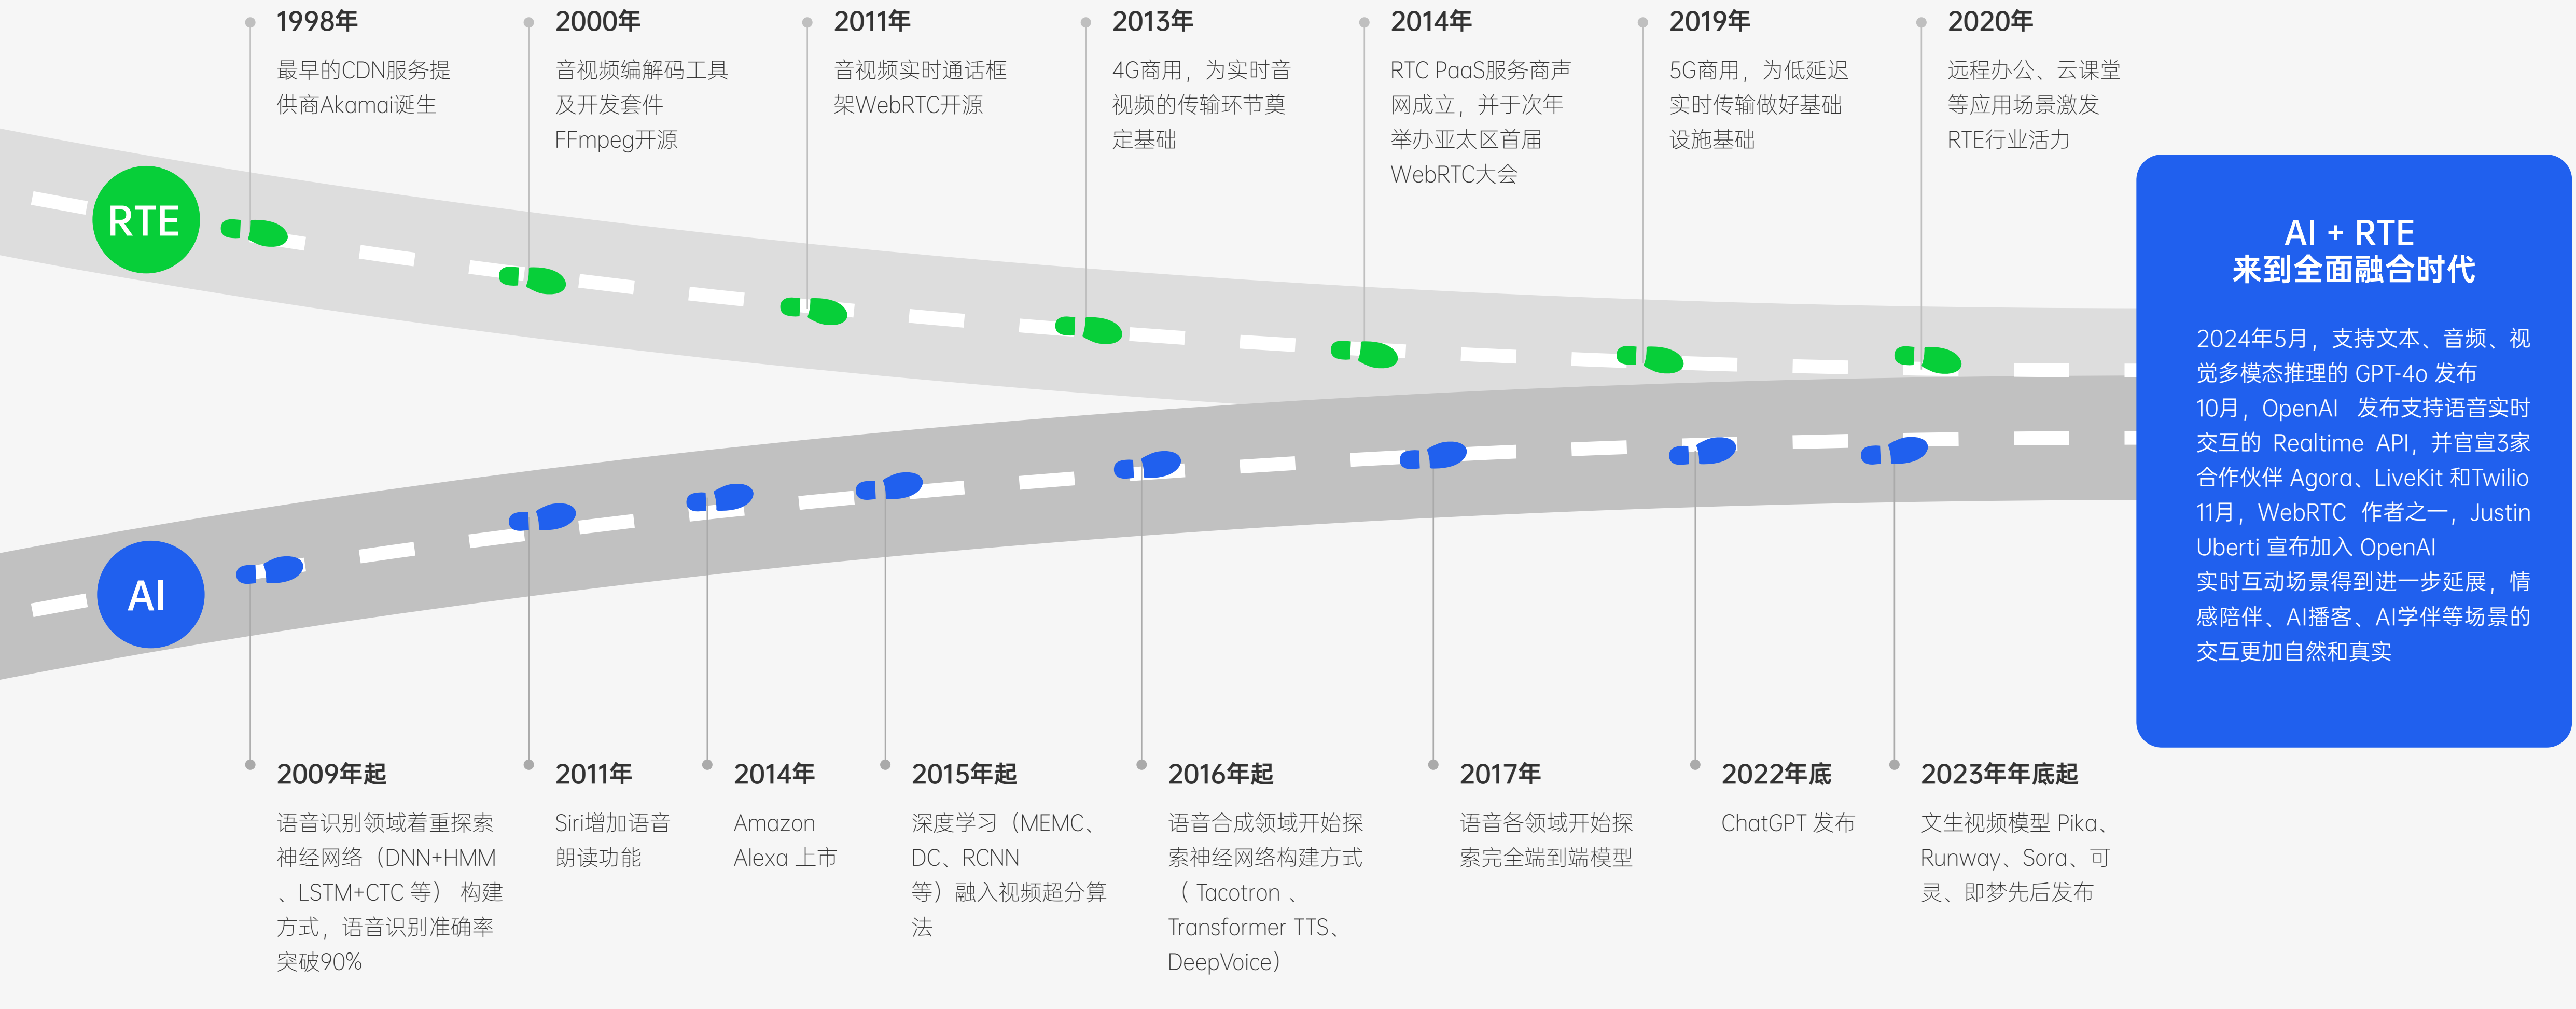 1998年
最早的CDN服务提
供商Akamai诞生
2000年
音视频编解码工具
及开发套件
FFmpeg开源
2011年
音视频实时通话框
架WebRTC开源
2013年
4G商用，为实时音
视频的传输环节奠
定基础
2014年
RTC PaaS服务商声
网成立，并于次年
举办亚太区首届
WebRTC大会
2019年
5G商用，为低延迟
实时传输做好基础
设施基础
2020年
远程办公、云课堂
等应用场景激发
RTE行业活力
RTE
AI
AI + RTE
来到全面融合时代
2024年5月，支持文本、音频、视
觉多模态推理的 GPT-4o 发布
10月，OpenAI 发布支持语音实时
交互的 Realtime API，并官宣3家
合作伙伴 Agora、LiveKit 和Twilio
11月，WebRTC 作者之一，Justin
Uberti 宣布加入 OpenAI
实时互动场景得到进一步延展，情
感陪伴、AI播客、AI学伴等场景的
交互更加自然和真实
2009年起
语音识别领域着重探索
神经网络（DNN+HMM
、LSTM+CTC 等） 构建
方式，语音识别准确率
突破90%
2011年
Siri增加语音
朗读功能
2014年
Amazon
Alexa 上市
2015年起
深度学习（MEMC、
DC、RCNN
等）融入视频超分算
法
2016年起
语音合成领域开始探
索神经网络构建方式
（ Tacotron 、
Transformer TTS、
DeepVoice）
2017年
语音各领域开始探
索完全端到端模型
2022年底
ChatGPT 发布
2023年年底起
文生视频模型 Pika、
Runway、Sora、可
灵、即梦先后发布